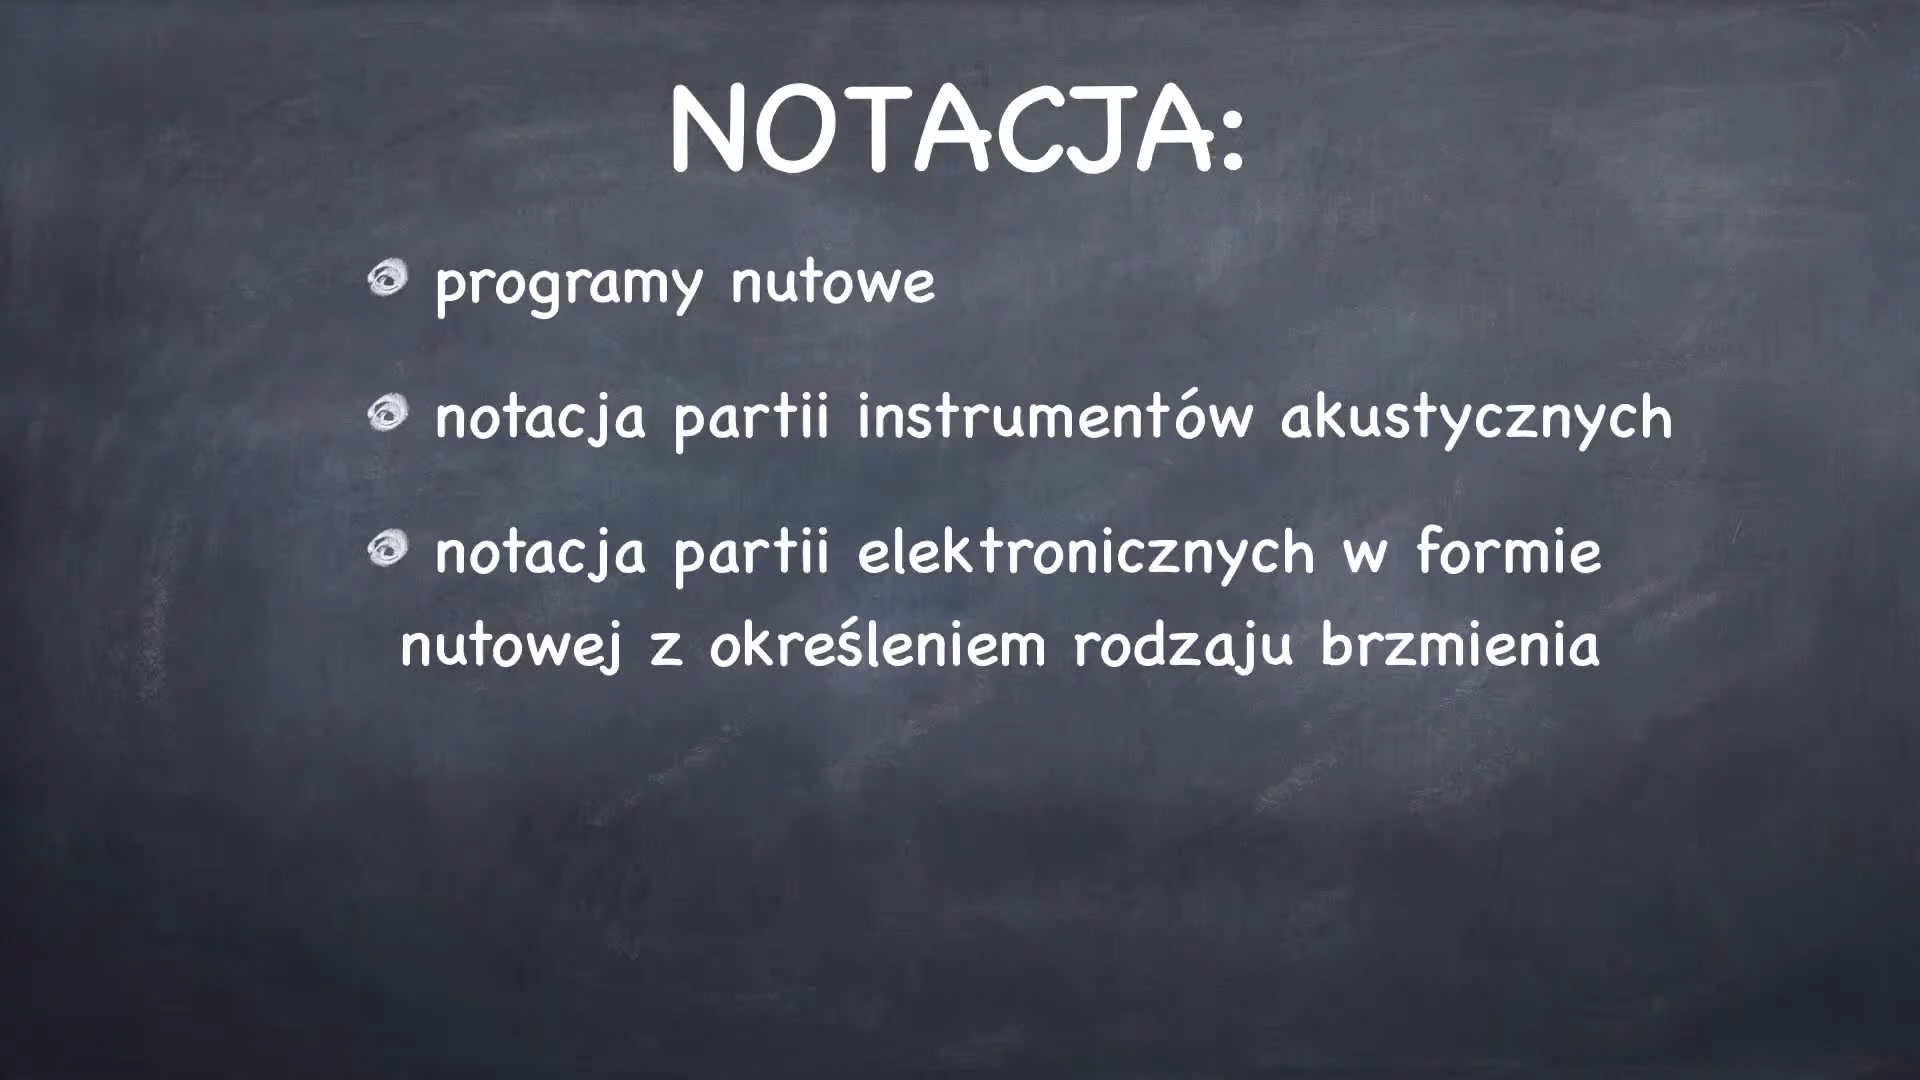 NOTACJA:
programy nutowe
notacja partii instrumentów akustycznych
notacja partii elektronicznych w formie
nutowej z określeniem rodzaju brzmienia